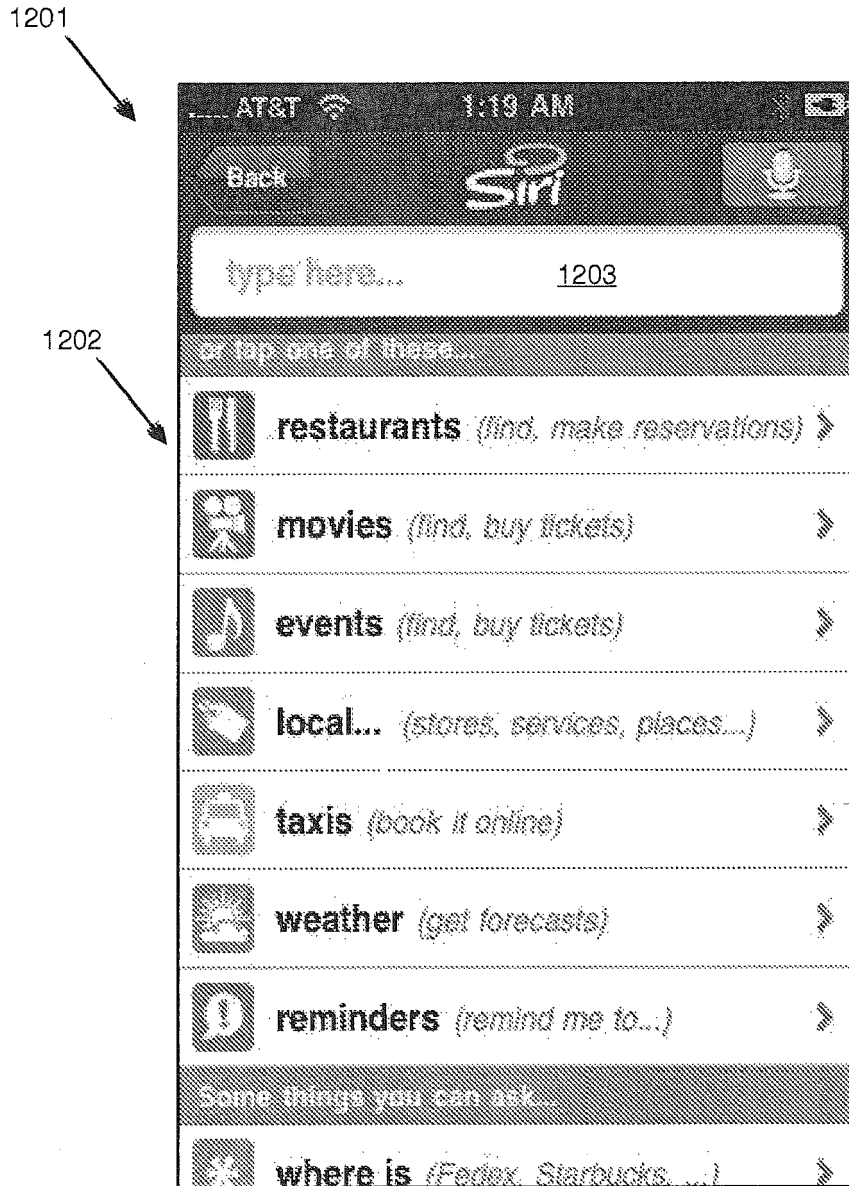 1201
AT&T 1:19 AM
Back Siri
type here... 1203
1202
or tap one of these...
restaurants (find, make reservations)
movies (find, buy tickets)
events (find, buy tickets)
local... (stores, services, places...)
taxis (book it online)
weather (get forecasts)
reminders (remind me to...)
Some things you can ask...
where is (Fedex, Starbucks, ...)